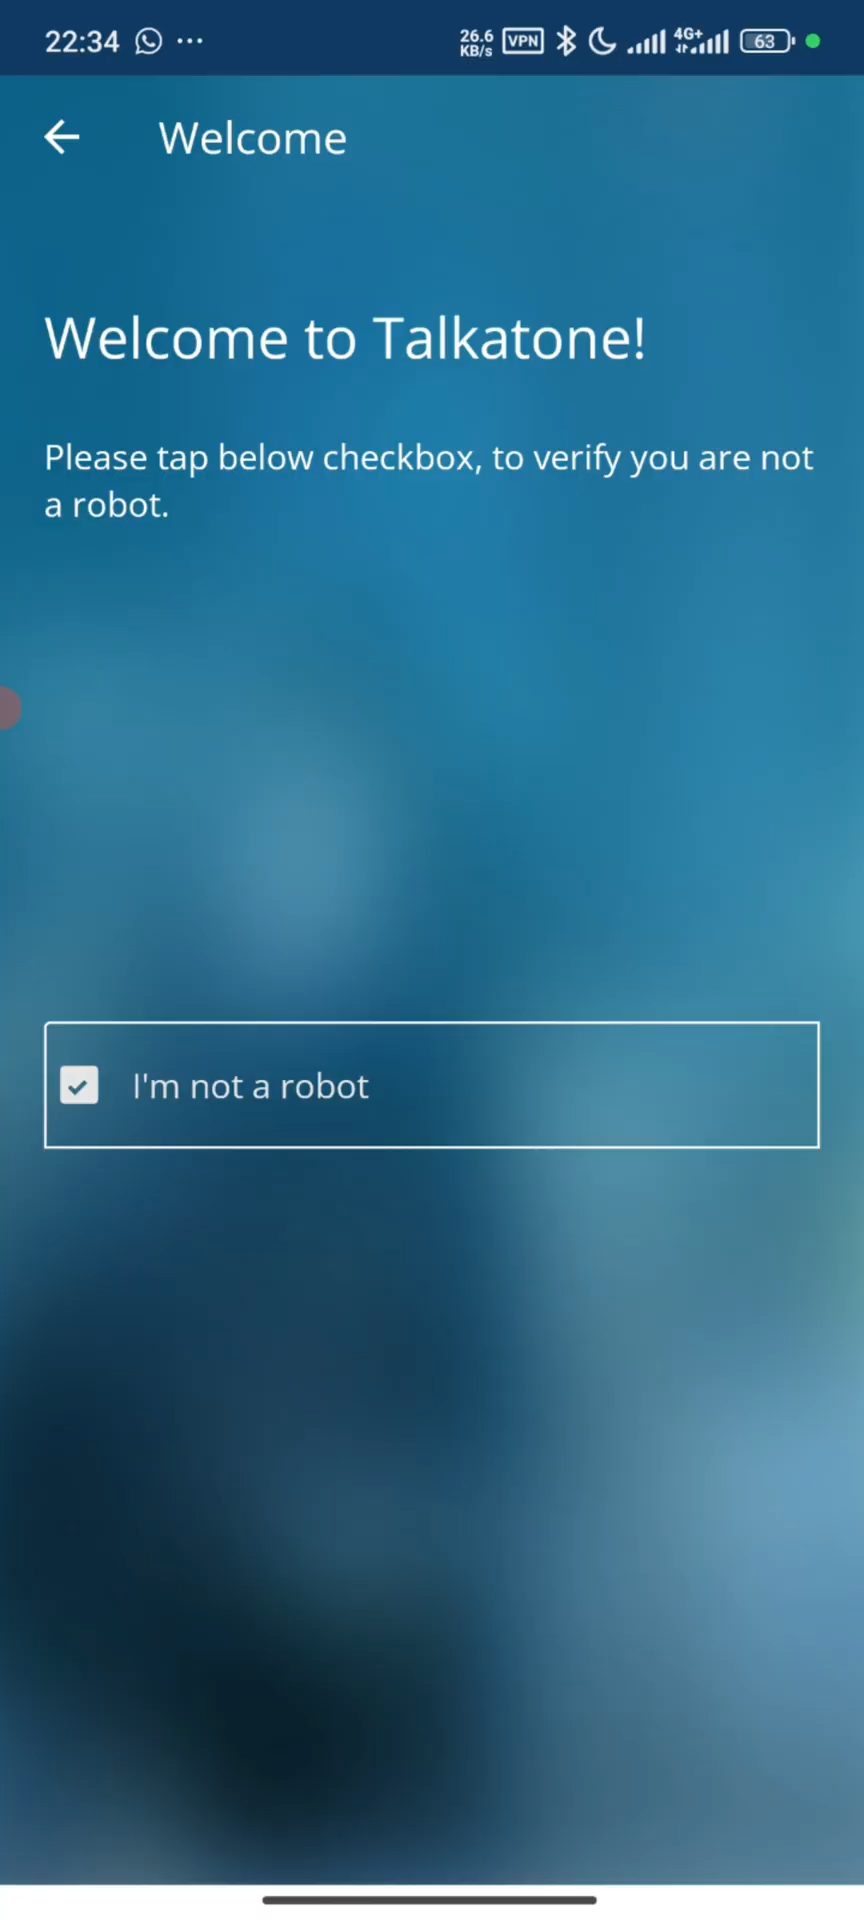 22:34 ... 26.6 KB/s VPN 4G+ 63
Welcome
Welcome to Talkatone!
Please tap below checkbox, to verify you are not
a robot.
I'm not a robot